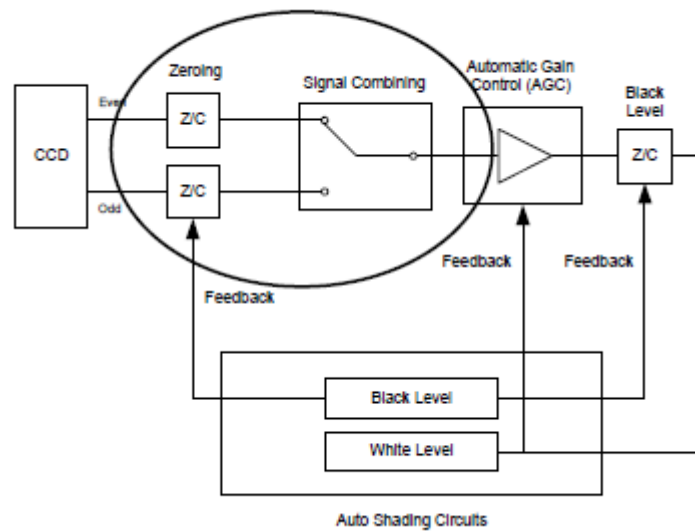 Zeroing
Signal Combining
Automatic Gain
Control (AGC)
Black
Level
Even
Z/C
CCD
Z/C
Z/C
Odd
Feedback
Feedback
Feedback
Black Level
White Level
Auto Shading Circuits